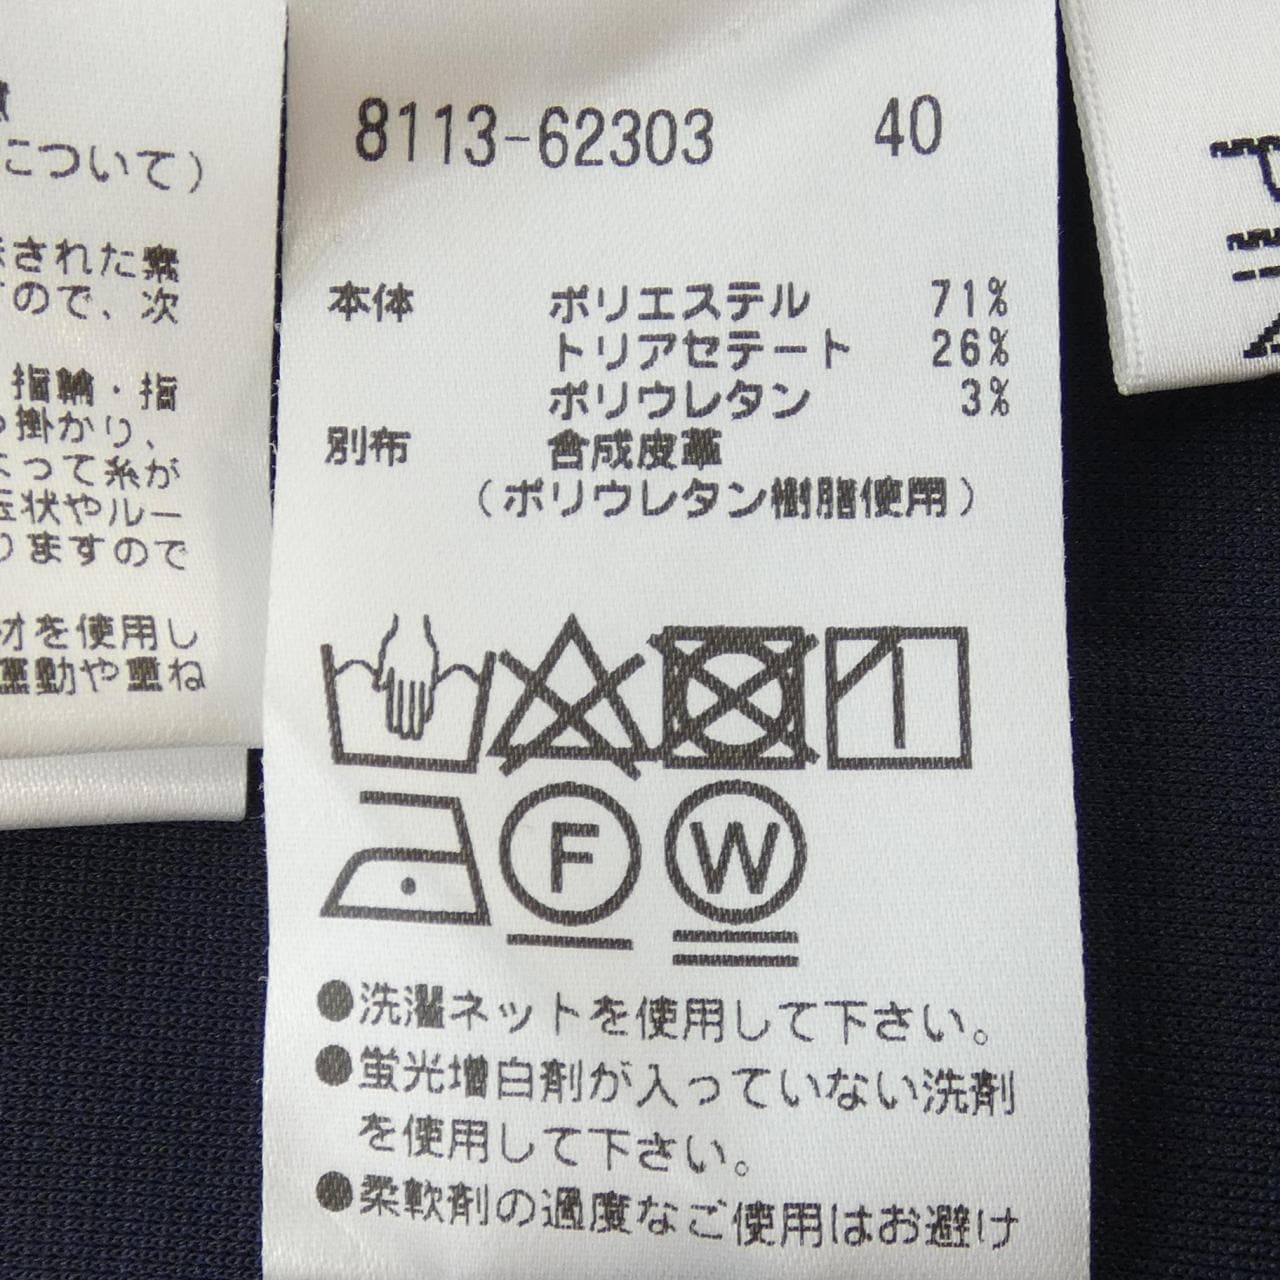 について)
された素
ので、次
指輪・指
掛かり、
って糸が
状やルー
りますので
オを使用し
運動や重ね
8113-62303 40
本体 ポリエステル 71%
トリアセテート 26%
ポリウレタン 3%
別布 合成皮革
(ポリウレタン樹脂使用)
F W
●洗濯ネットを使用して下さい。
●蛍光増白剤が入っていない洗剤
を使用して下さい。
●柔軟剤の過度なご使用はお避け